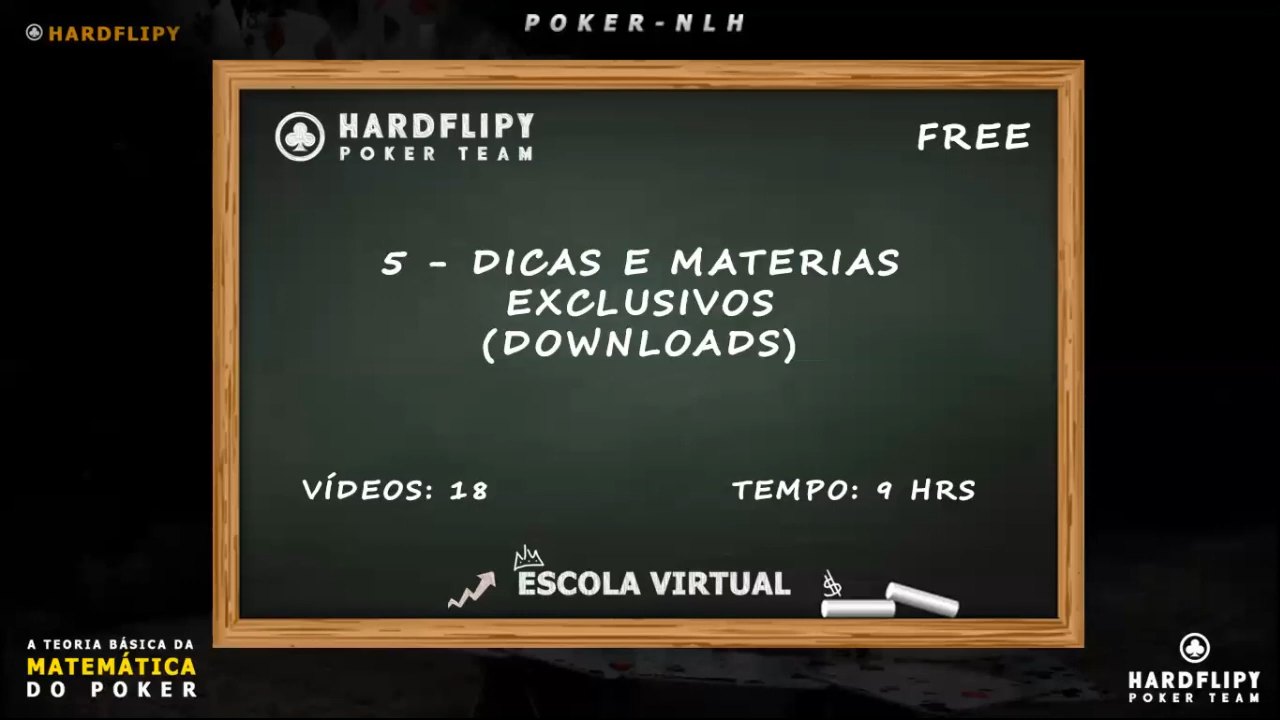 HARDFLIPY
POKER-NLH
HARDFLIPY
POKER TEAM
FREE
5 - DICAS E MATERIAS
EXCLUSIVOS
(DOWNLOADS)
VÍDEOS: 18
TEMPO: 9 HRS
ESCOLA VIRTUAL
$
A TEORIA BÁSICA DA
MATEMÁTICA
DO POKER
HARDFLIPY
POKER TEAM